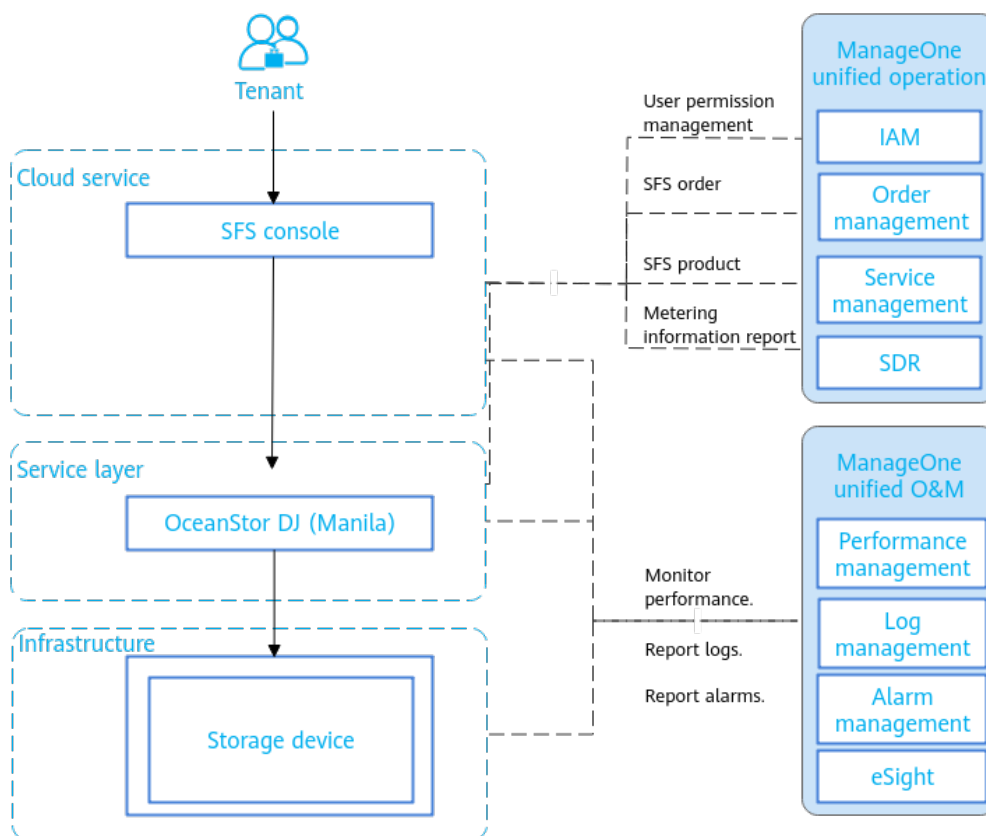 Tenant
Cloud service
SFS console
Service layer
OceanStor DJ (Manila)
Infrastructure
Storage device
User permission
management
SFS order
SFS product
Metering
information report
Monitor
performance.
Report logs.
Report alarms.
ManageOne
unified operation
IAM
Order
management
Service
management
SDR
ManageOne
unified O&M
Performance
management
Log
management
Alarm
management
eSight